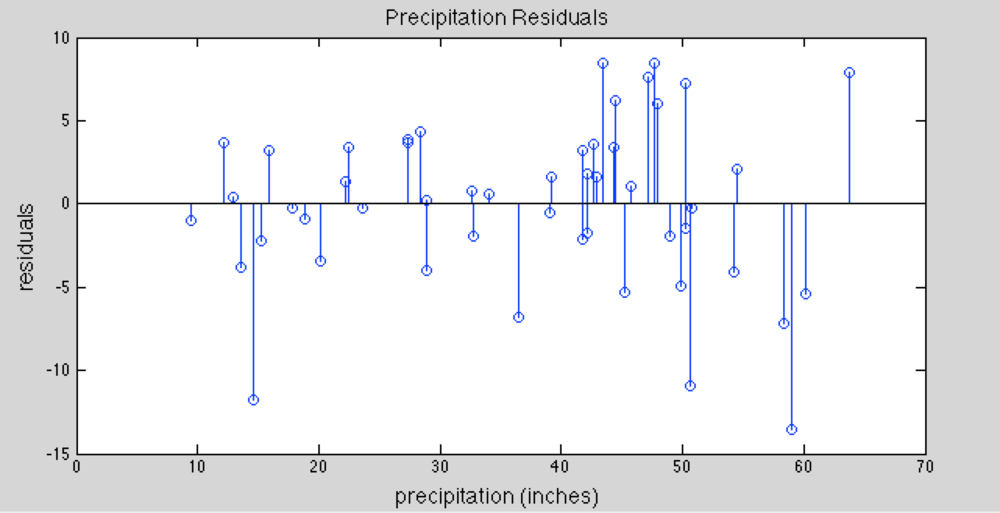 Precipitation Residuals
10
5
0
-5
-10
-15
residuals
0 10 20 30 40 50 60 70
precipitation (inches)